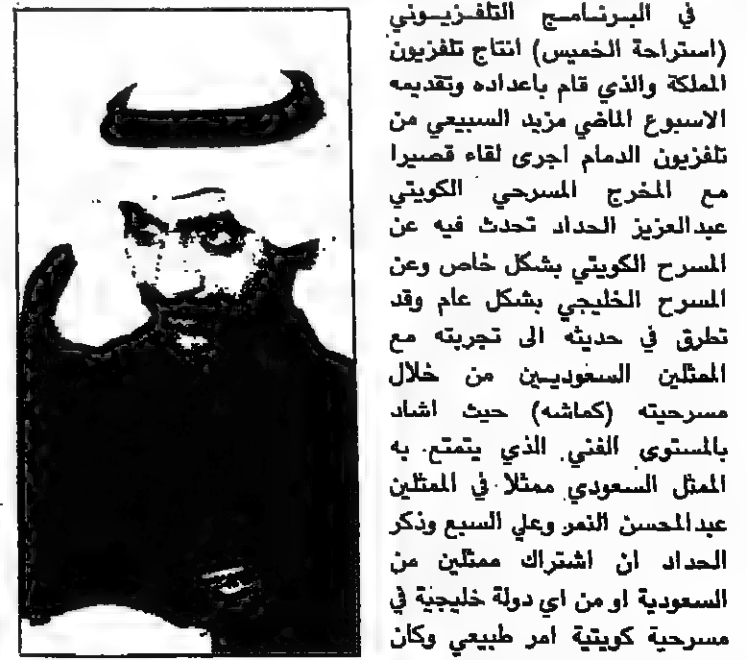 في البرنامج التلفزيوني
(استراحة الخميس) انتاج تلفزيون
المملكة والذي قام باعداده وتقديمه
الاسبوع الماضي مزيد السبيعي من
تلفزيون الدمام اجرى لقاء قصيرا
مع المخرج المسرحي الكويتي
عبدالعزيز الحداد تحدث فيه عن
المسرح الكويتي بشكل خاص وعن
المسرح الخليجي بشكل عام وقد
تطرق في حديثه الى تجربته مع
الممثلين السعوديين من خلال
مسرحيته (كماشه) حيث اشاد
بالمستوى الفني الذي يتمتع به
الممثل السعودي ممثلا في الممثلين
عبدالمحسن النمر وعلي السبع وذكر
الحداد ان اشتراك ممثلين من
السعودية او من اي دولة خليجية في
مسرحية كويتية امر طبيعي وكان